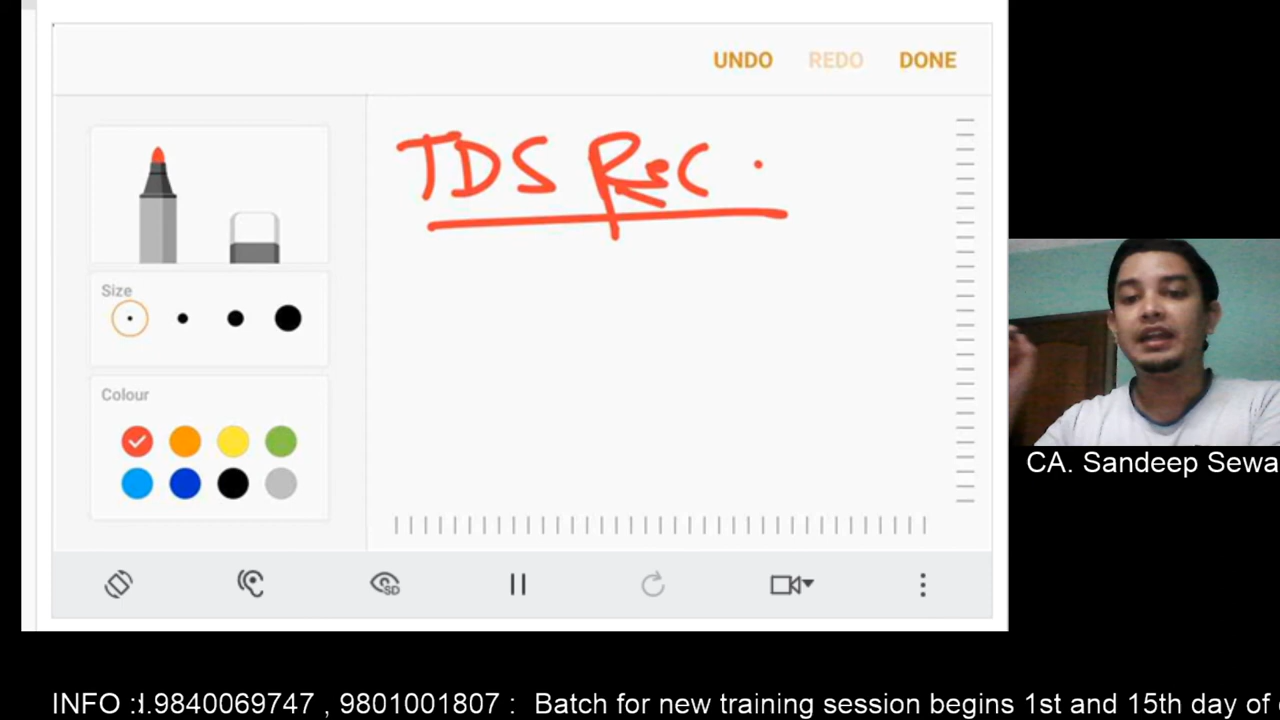 UNDO REDO DONE
TDS Rec.
Size
Colour
SD
CA. Sandeep Sewa
INFO :I.9840069747 , 9801001807 : Batch for new training session begins 1st and 15th day of